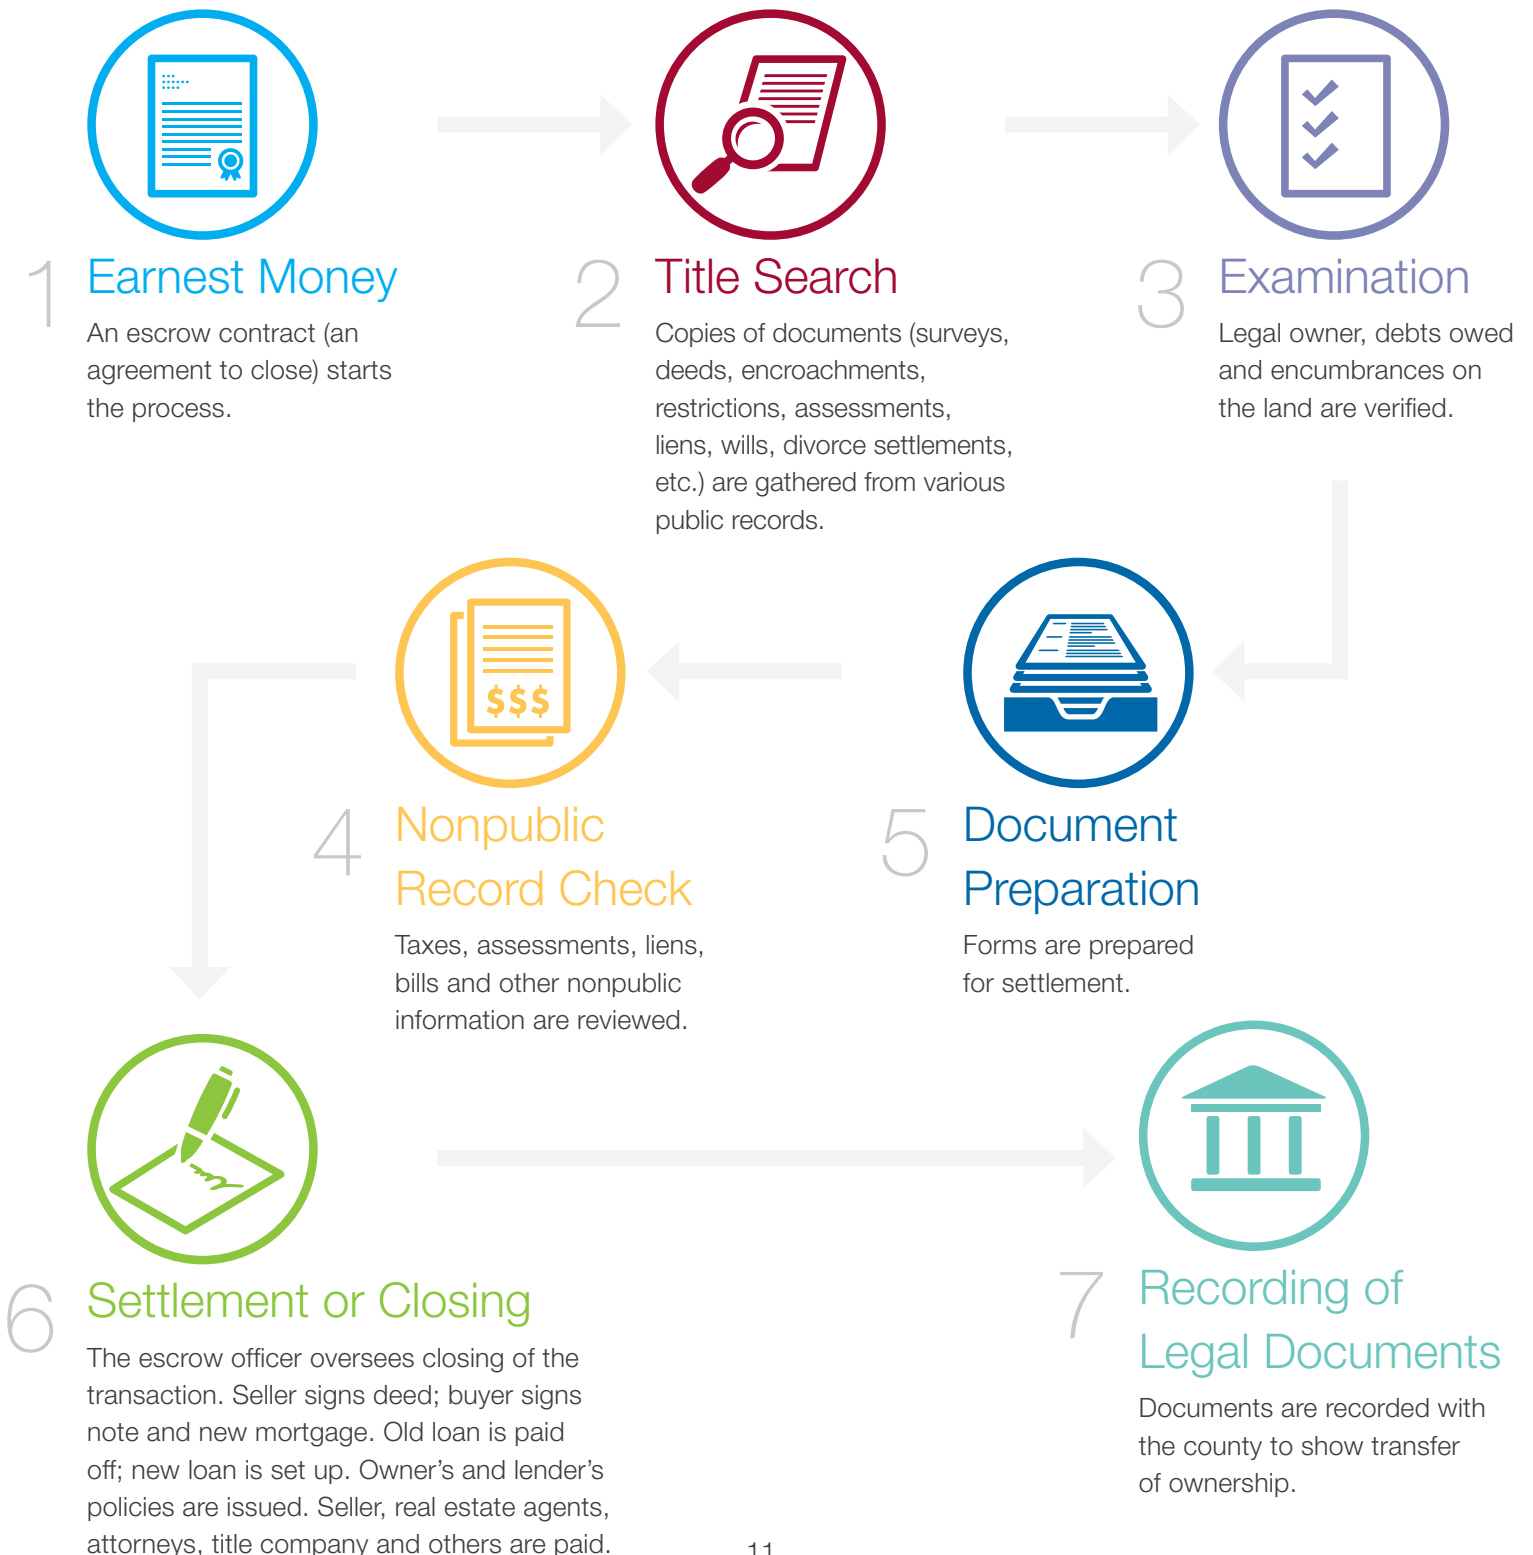 1
Earnest Money
An escrow contract (an
agreement to close) starts
the process.
2
Title Search
Copies of documents (surveys,
deeds, encroachments,
restrictions, assessments,
liens, wills, divorce settlements,
etc.) are gathered from various
public records.
3
Examination
Legal owner, debts owed
and encumbrances on
the land are verified.
$$$
4
Nonpublic
Record Check
Taxes, assessments, liens,
bills and other nonpublic
information are reviewed.
5
Document
Preparation
Forms are prepared
for settlement.
6
Settlement or Closing
The escrow officer oversees closing of the
transaction. Seller signs deed; buyer signs
note and new mortgage. Old loan is paid
off; new loan is set up. Owner’s and lender’s
policies are issued. Seller, real estate agents,
attorneys, title company and others are paid.
7
Recording of
Legal Documents
Documents are recorded with
the county to show transfer
of ownership.
11